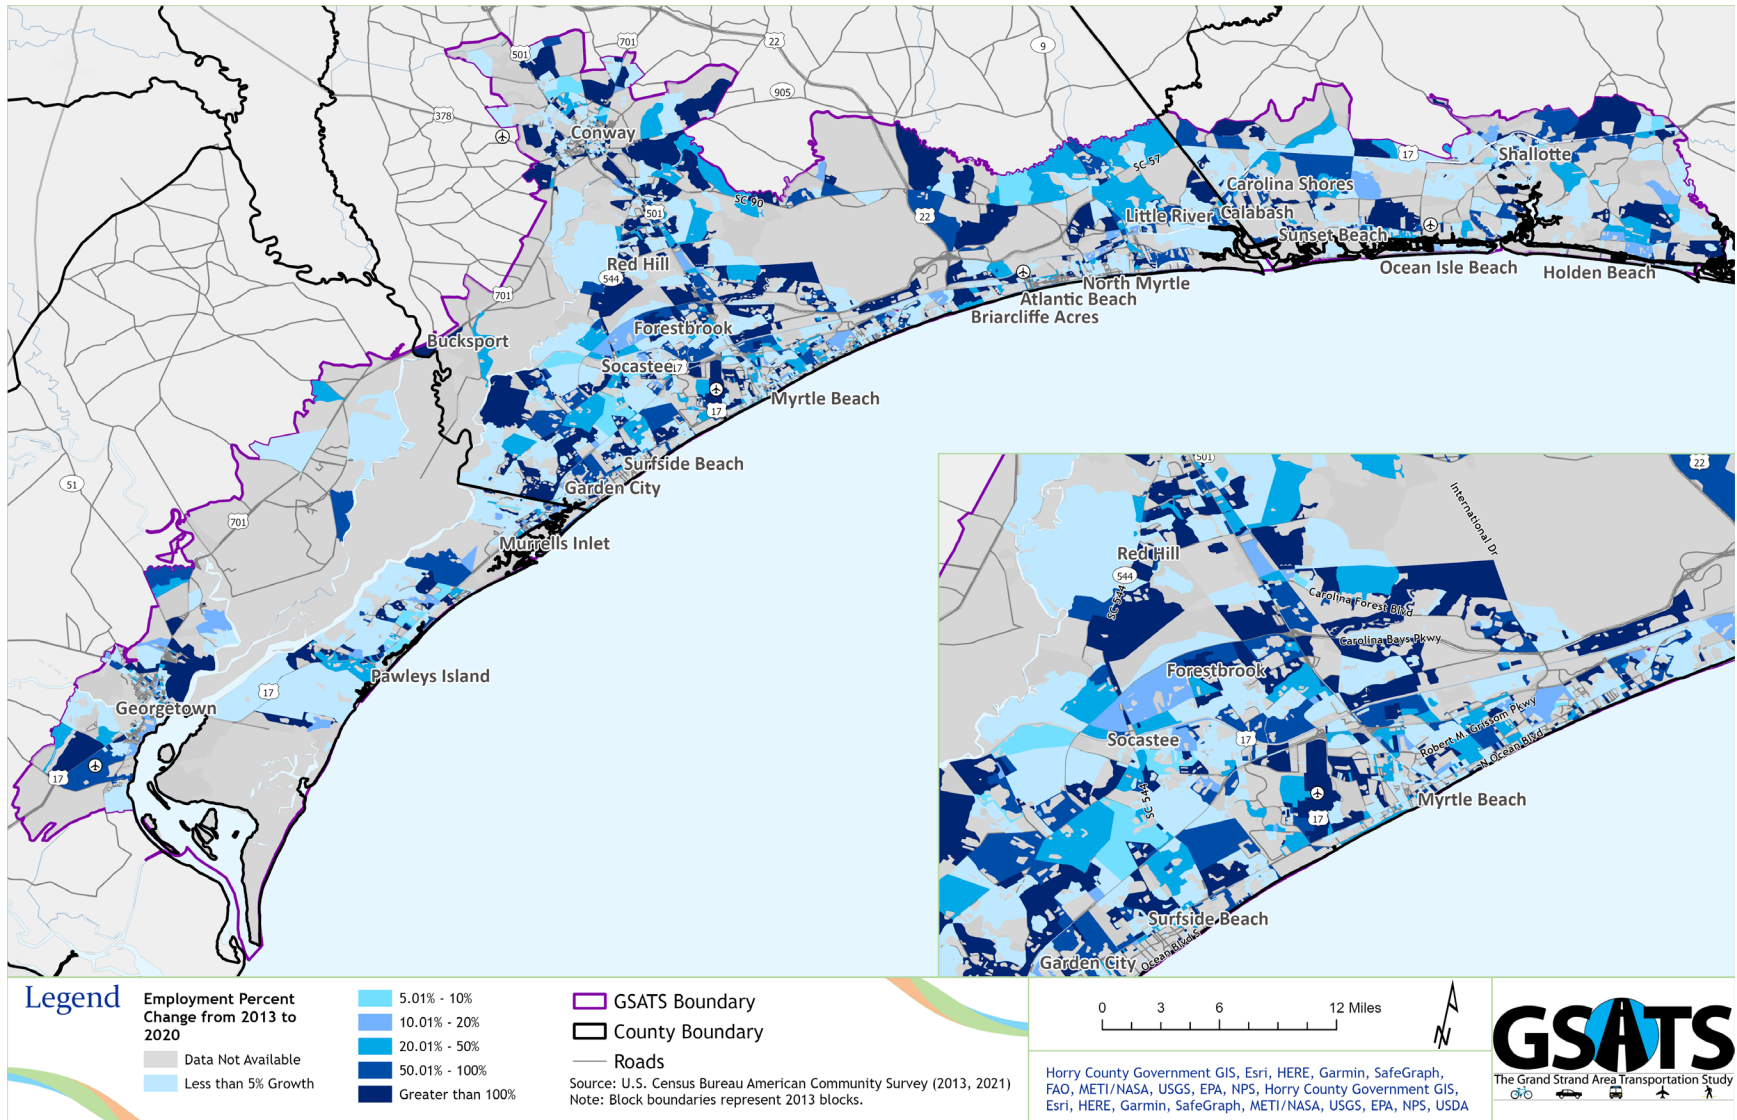 501
701
22
9
378
905
Conway
17
Shallotte
SC 57
SC 90
501
22
Carolina Shores
Little River
Calabash
Sunset Beach
Red Hill
544
Ocean Isle Beach
Holden Beach
North Myrtle
Atlantic Beach
Briarcliffe Acres
701
Forestbrook
Bucksport
Socastee
17
Myrtle Beach
17
Surfside Beach
Garden City
51
701
Murrells Inlet
Pawleys Island
17
Georgetown
17
501
22
International Dr
Red Hill
544
SC 544
Carolina Forest Blvd
Carolina Bays Pkwy
Forestbrook
Socastee
17
Robert M. Grissom Pkwy
N Ocean Blvd
SC 544
Myrtle Beach
17
Surfside Beach
Garden City
Ocean Blvd S
Legend
Employment Percent
Change from 2013 to
2020
Data Not Available
Less than 5% Growth
5.01% - 10%
10.01% - 20%
20.01% - 50%
50.01% - 100%
Greater than 100%
GSATS Boundary
County Boundary
Roads
Source: U.S. Census Bureau American Community Survey (2013, 2021)
Note: Block boundaries represent 2013 blocks.
0 3 6 12 Miles
N
Horry County Government GIS, Esri, HERE, Garmin, SafeGraph,
FAO, METI/NASA, USGS, EPA, NPS, Horry County Government GIS,
Esri, HERE, Garmin, SafeGraph, METI/NASA, USGS, EPA, NPS, USDA
GSATS
The Grand Strand Area Transportation Study